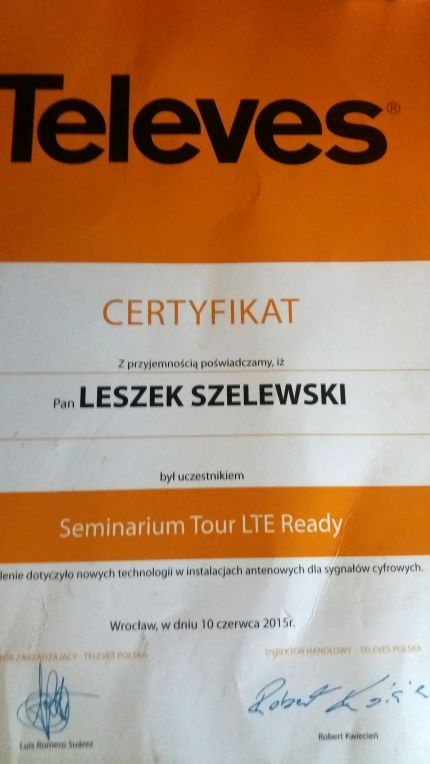 Televes®
CERTYFIKAT
Z przyjemnością poświadczamy, iż
Pan LESZEK SZELEWSKI
był uczestnikiem
Seminarium Tour LTE Ready
lenie dotyczyło nowych technologii w instalacjach antenowych dla sygnałów cyfrowych.
Wrocław, w dniu 10 czerwca 2015r.
ZARZĄDZAJĄCY - TELEVES POLSKA
DYREKTOR HANDLOWY - TELEVES POLSKA
Robert
Luis Romero Suárez
Robert Kwiecień